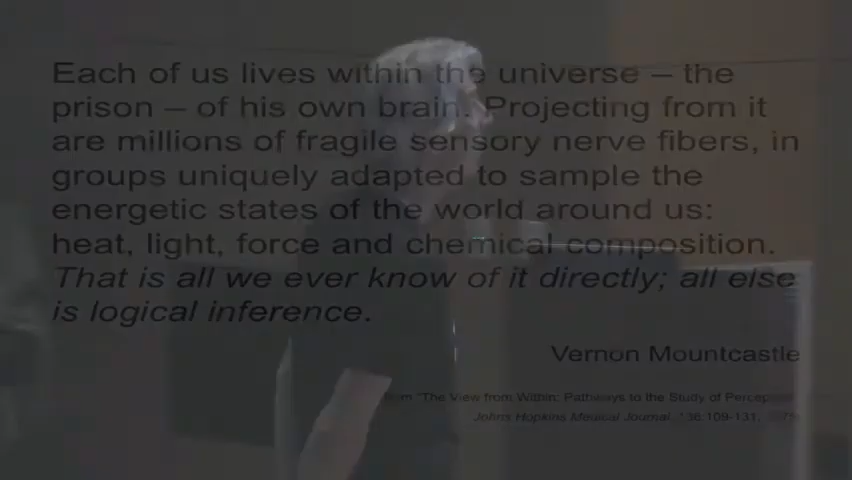 Each of us lives within the universe – the
prison – of his own brain. Projecting from it
are millions of fragile sensory nerve fibers, in
groups uniquely adapted to sample the
energetic states of the world around us:
heat, light, force and chemical composition.
That is all we ever know of it directly; all else
is logical inference.
Vernon Mountcastle
"The View from Within: Pathways to the Study of
Johns Hopkins Medical Journal. 136:109-131,